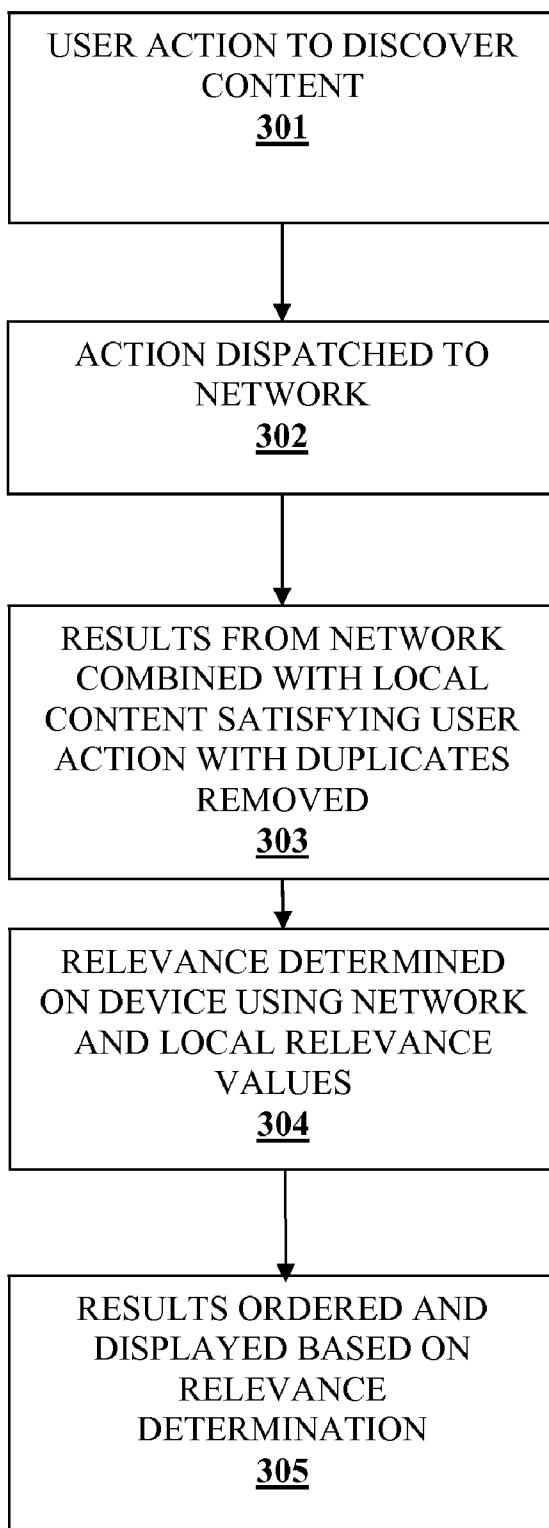 USER ACTION TO DISCOVER
CONTENT
301
ACTION DISPATCHED TO
NETWORK
302
RESULTS FROM NETWORK
COMBINED WITH LOCAL
CONTENT SATISFYING USER
ACTION WITH DUPLICATES
REMOVED
303
RELEVANCE DETERMINED
ON DEVICE USING NETWORK
AND LOCAL RELEVANCE
VALUES
304
RESULTS ORDERED AND
DISPLAYED BASED ON
RELEVANCE
DETERMINATION
305